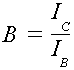 B = I_C / I_B